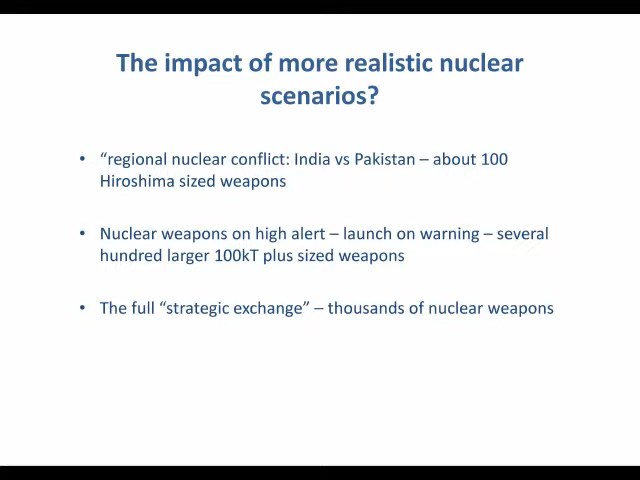 The impact of more realistic nuclear
scenarios?
• “regional nuclear conflict: India vs Pakistan – about 100
Hiroshima sized weapons
• Nuclear weapons on high alert – launch on warning – several
hundred larger 100kT plus sized weapons
• The full “strategic exchange” – thousands of nuclear weapons